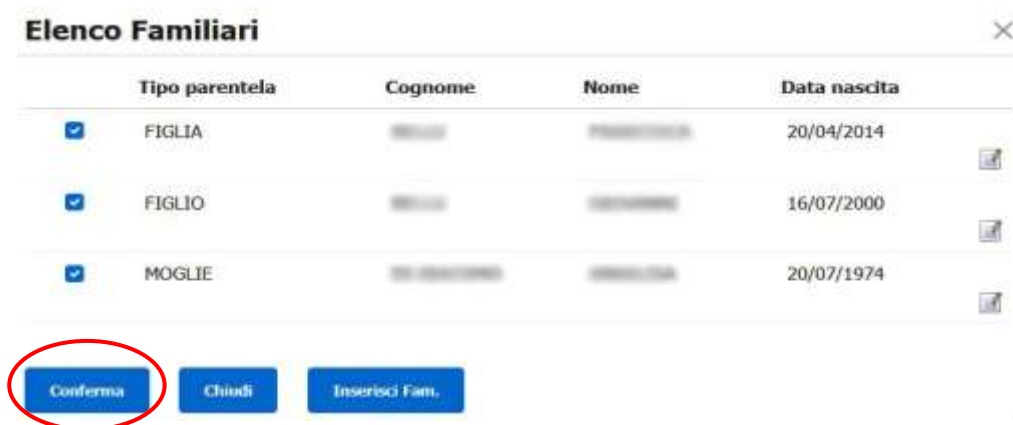 Elenco Familiari
Tipo parentela Cognome Nome Data nascita
FIGLIA 20/04/2014
FIGLIO 16/07/2000
MOGLIE 20/07/1974
Conferma Chiudi Inserisci Fam.